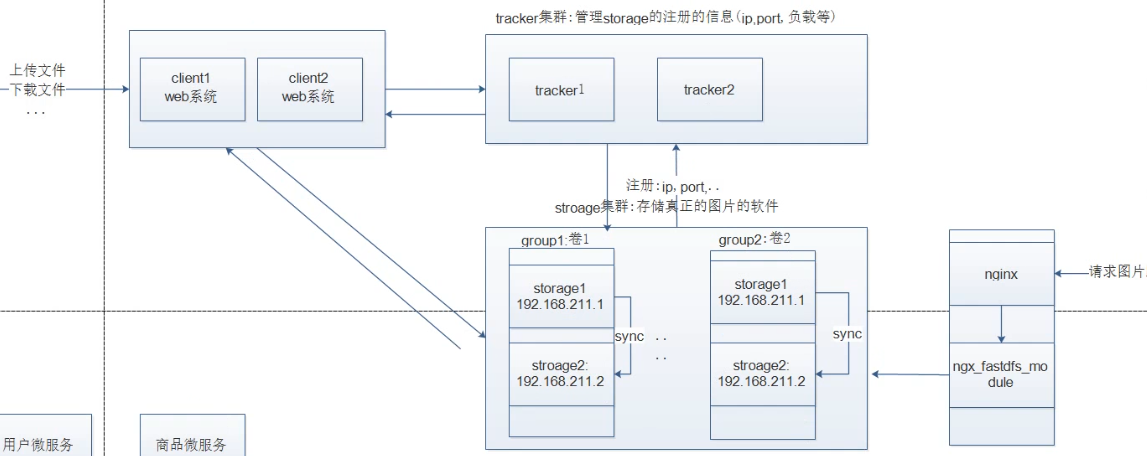 tracker集群:管理storage的注册的信息(ip,port, 负载等)
上传文件
下载文件
...
client1
web系统
client2
web系统
tracker1
tracker2
注册:ip, port,..
stroage集群:存储真正的图片的软件
group1:卷1
group2:卷2
storage1
192.168.211.1
storage1
192.168.211.1
nginx
请求图片
sync
..
..
sync
stroage2:
192.168.211.2
stroage2:
192.168.211.2
ngx_fastdfs_mo
dule
用户微服务
商品微服务